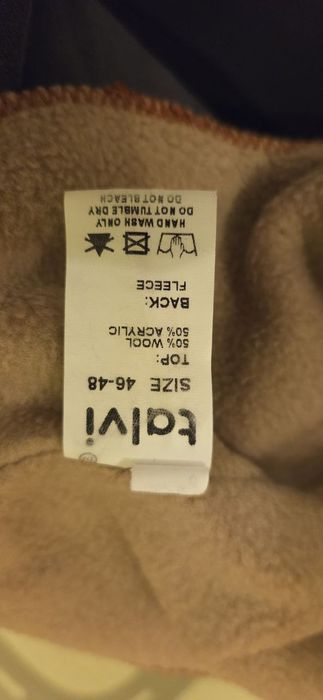 talvi
SIZE 46-48
TOP:
50% WOOL
50% ACRYLIC
BACK:
FLEECE
HAND WASH ONLY
DO NOT TUMBLE DRY
DO NOT BLEACH